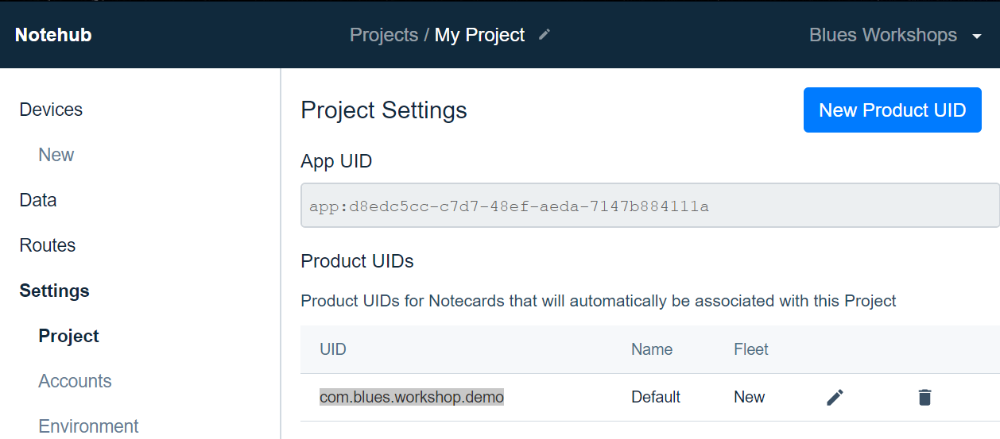 Notehub
Projects / My Project
Blues Workshops
Devices
New
Data
Routes
Settings
Project
Accounts
Environment
Project Settings
New Product UID
App UID
app:d8edc5cc-c7d7-48ef-aeda-7147b884111a
Product UIDs
Product UIDs for Notecards that will automatically be associated with this Project
UID Name Fleet
com.blues.workshop.demo Default New